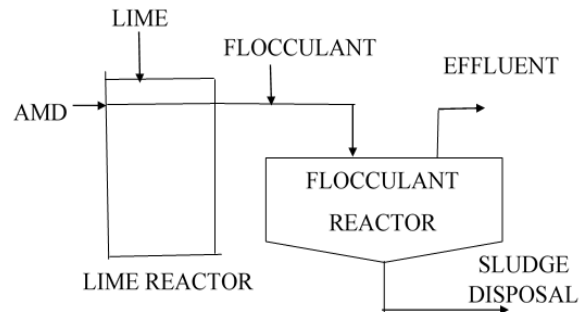 LIME
FLOCCULANT
EFFLUENT
AMD
FLOCCULANT
REACTOR
LIME REACTOR
SLUDGE
DISPOSAL